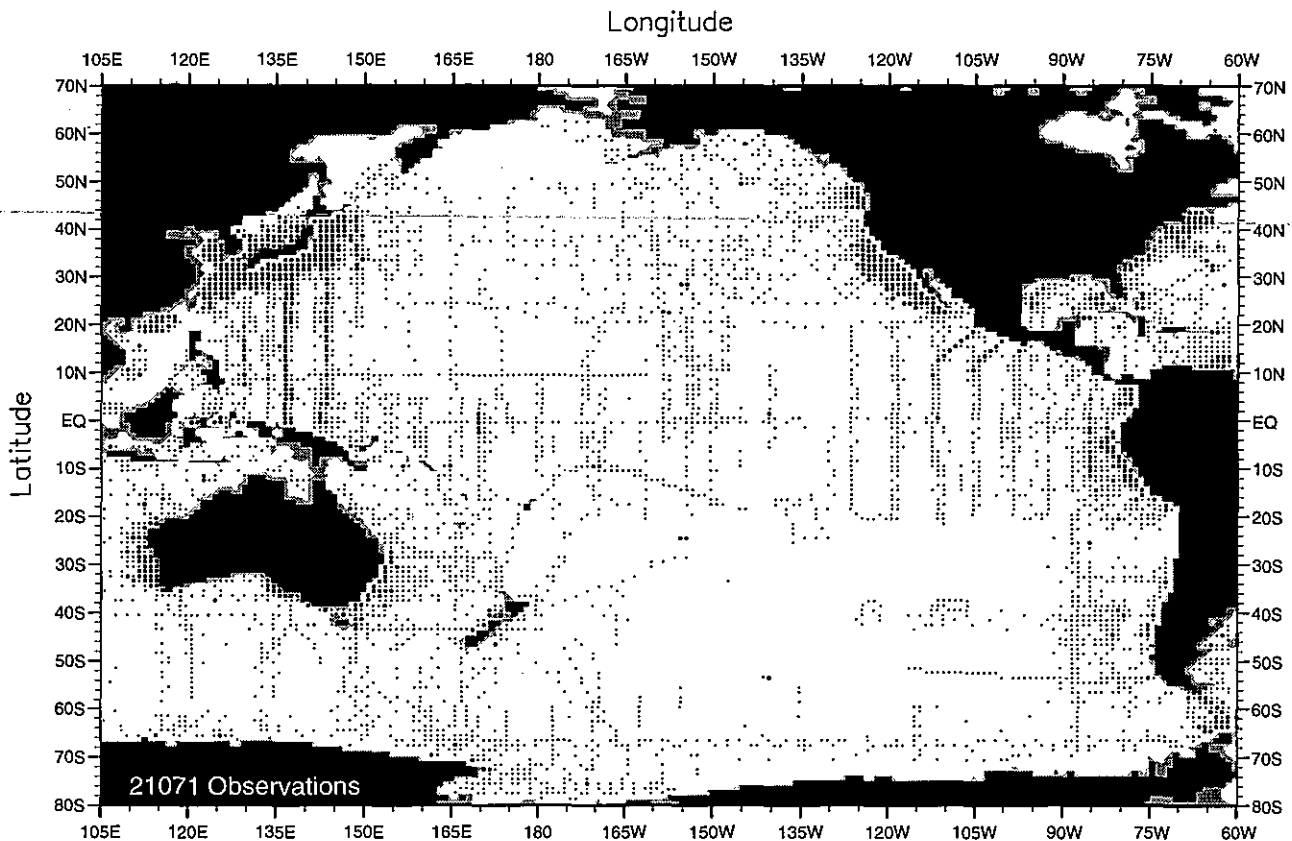 Longitude
105E 120E 135E 150E 165E 180 165W 150W 135W 120W 105W 90W 75W 60W
70N 70N
60N 60N
50N 50N
40N 40N
30N 30N
20N 20N
10N 10N
EQ EQ
Latitude
10S 10S
20S 20S
30S 30S
40S 40S
50S 50S
60S 60S
70S 70S
21071 Observations
80S 80S
105E 120E 135E 150E 165E 180 165W 150W 135W 120W 105W 90W 75W 60W